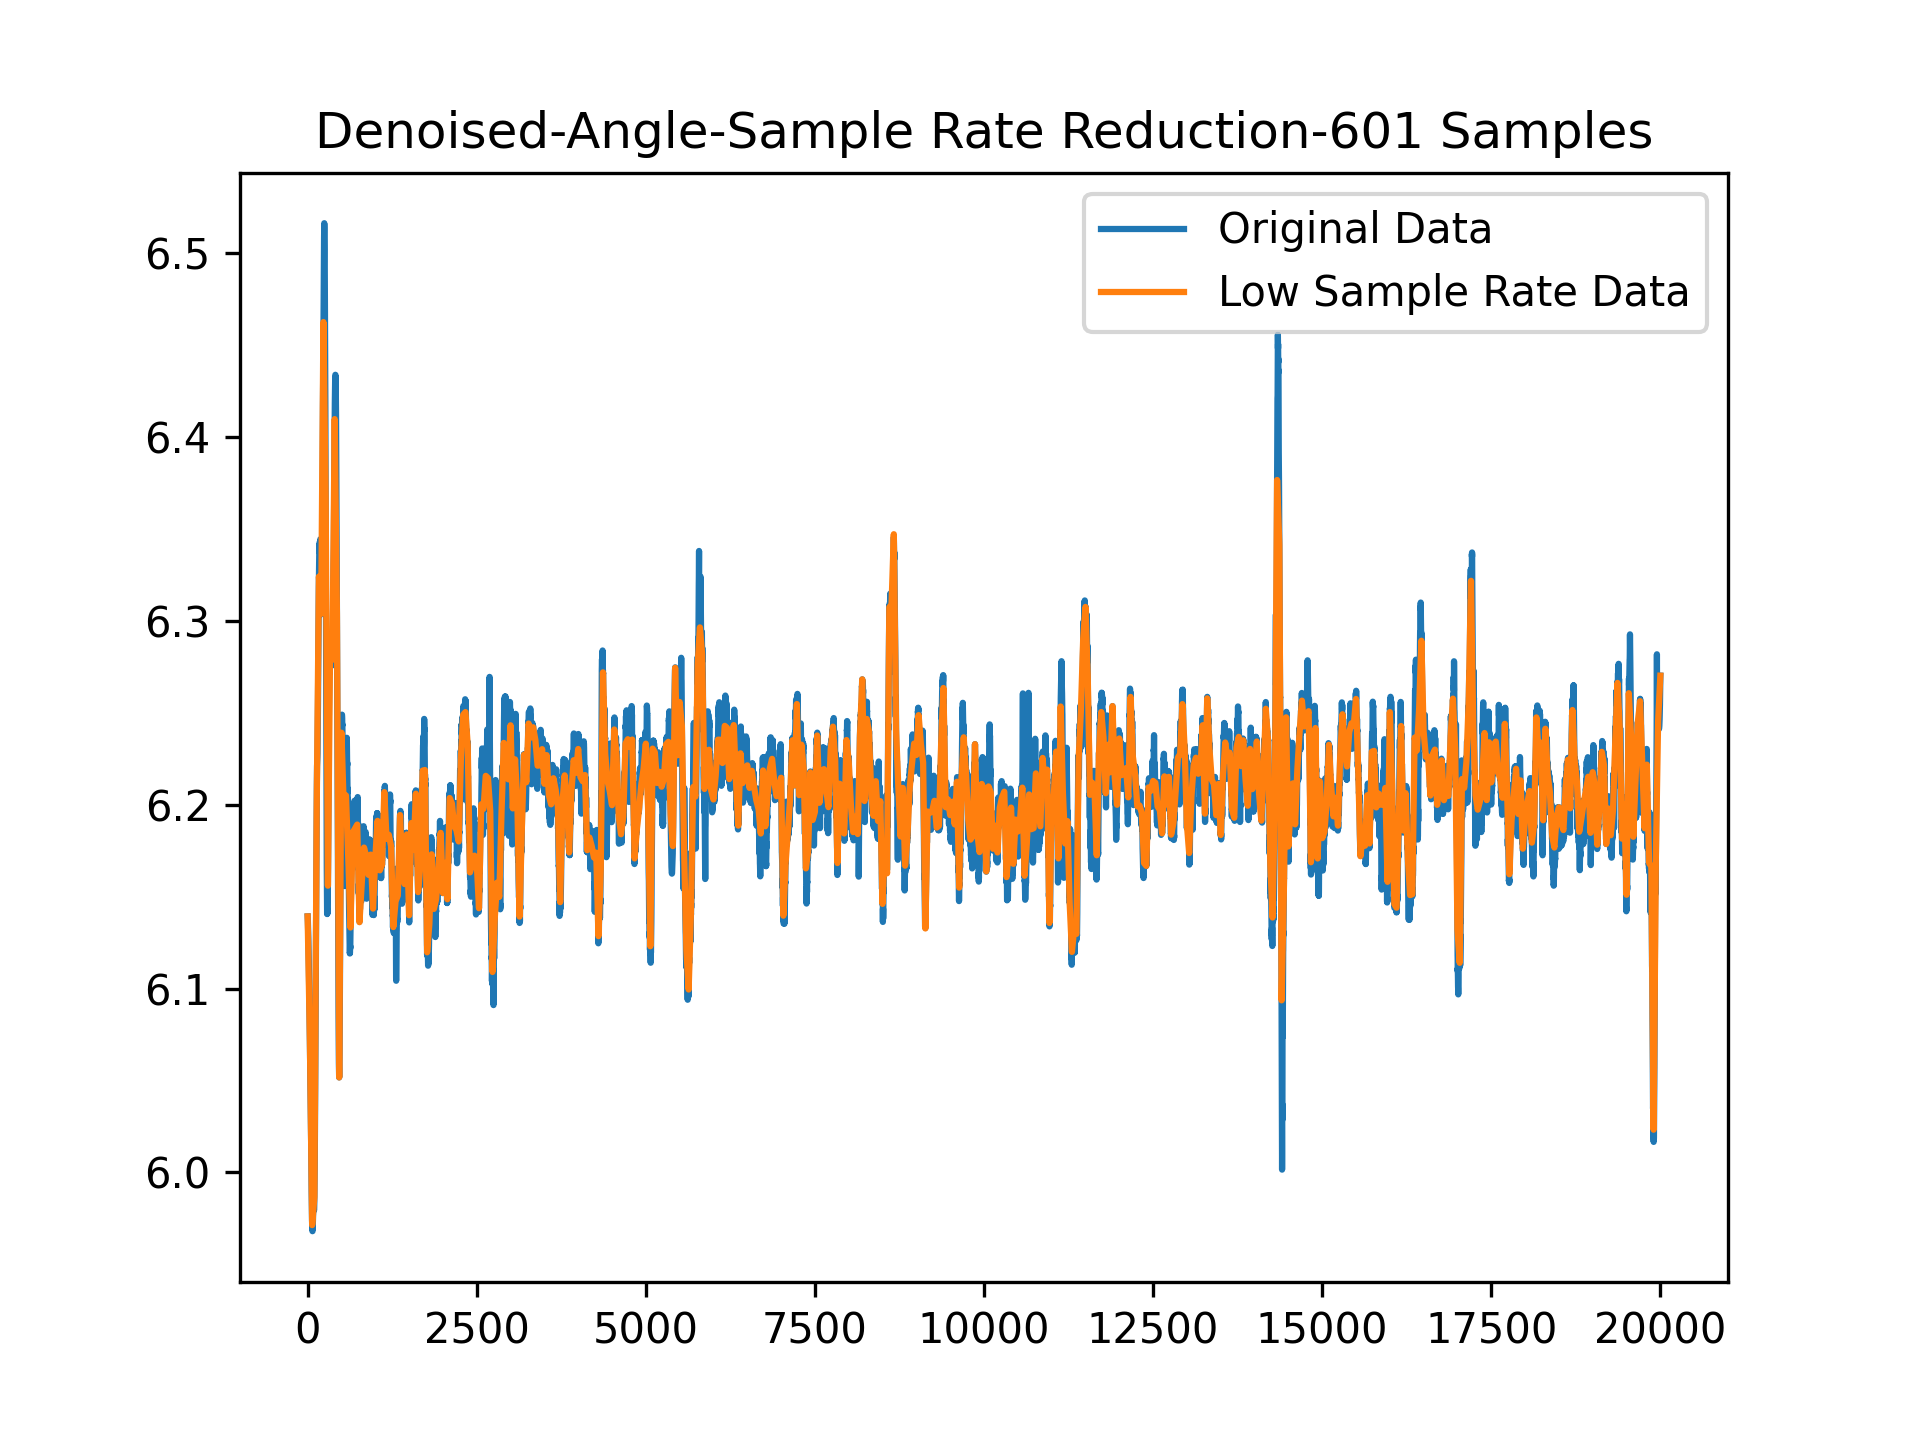 Denoised-Angle-Sample Rate Reduction-601 Samples
Original Data
Low Sample Rate Data
6.5
6.4
6.3
6.2
6.1
6.0
0 2500 5000 7500 10000 12500 15000 17500 20000